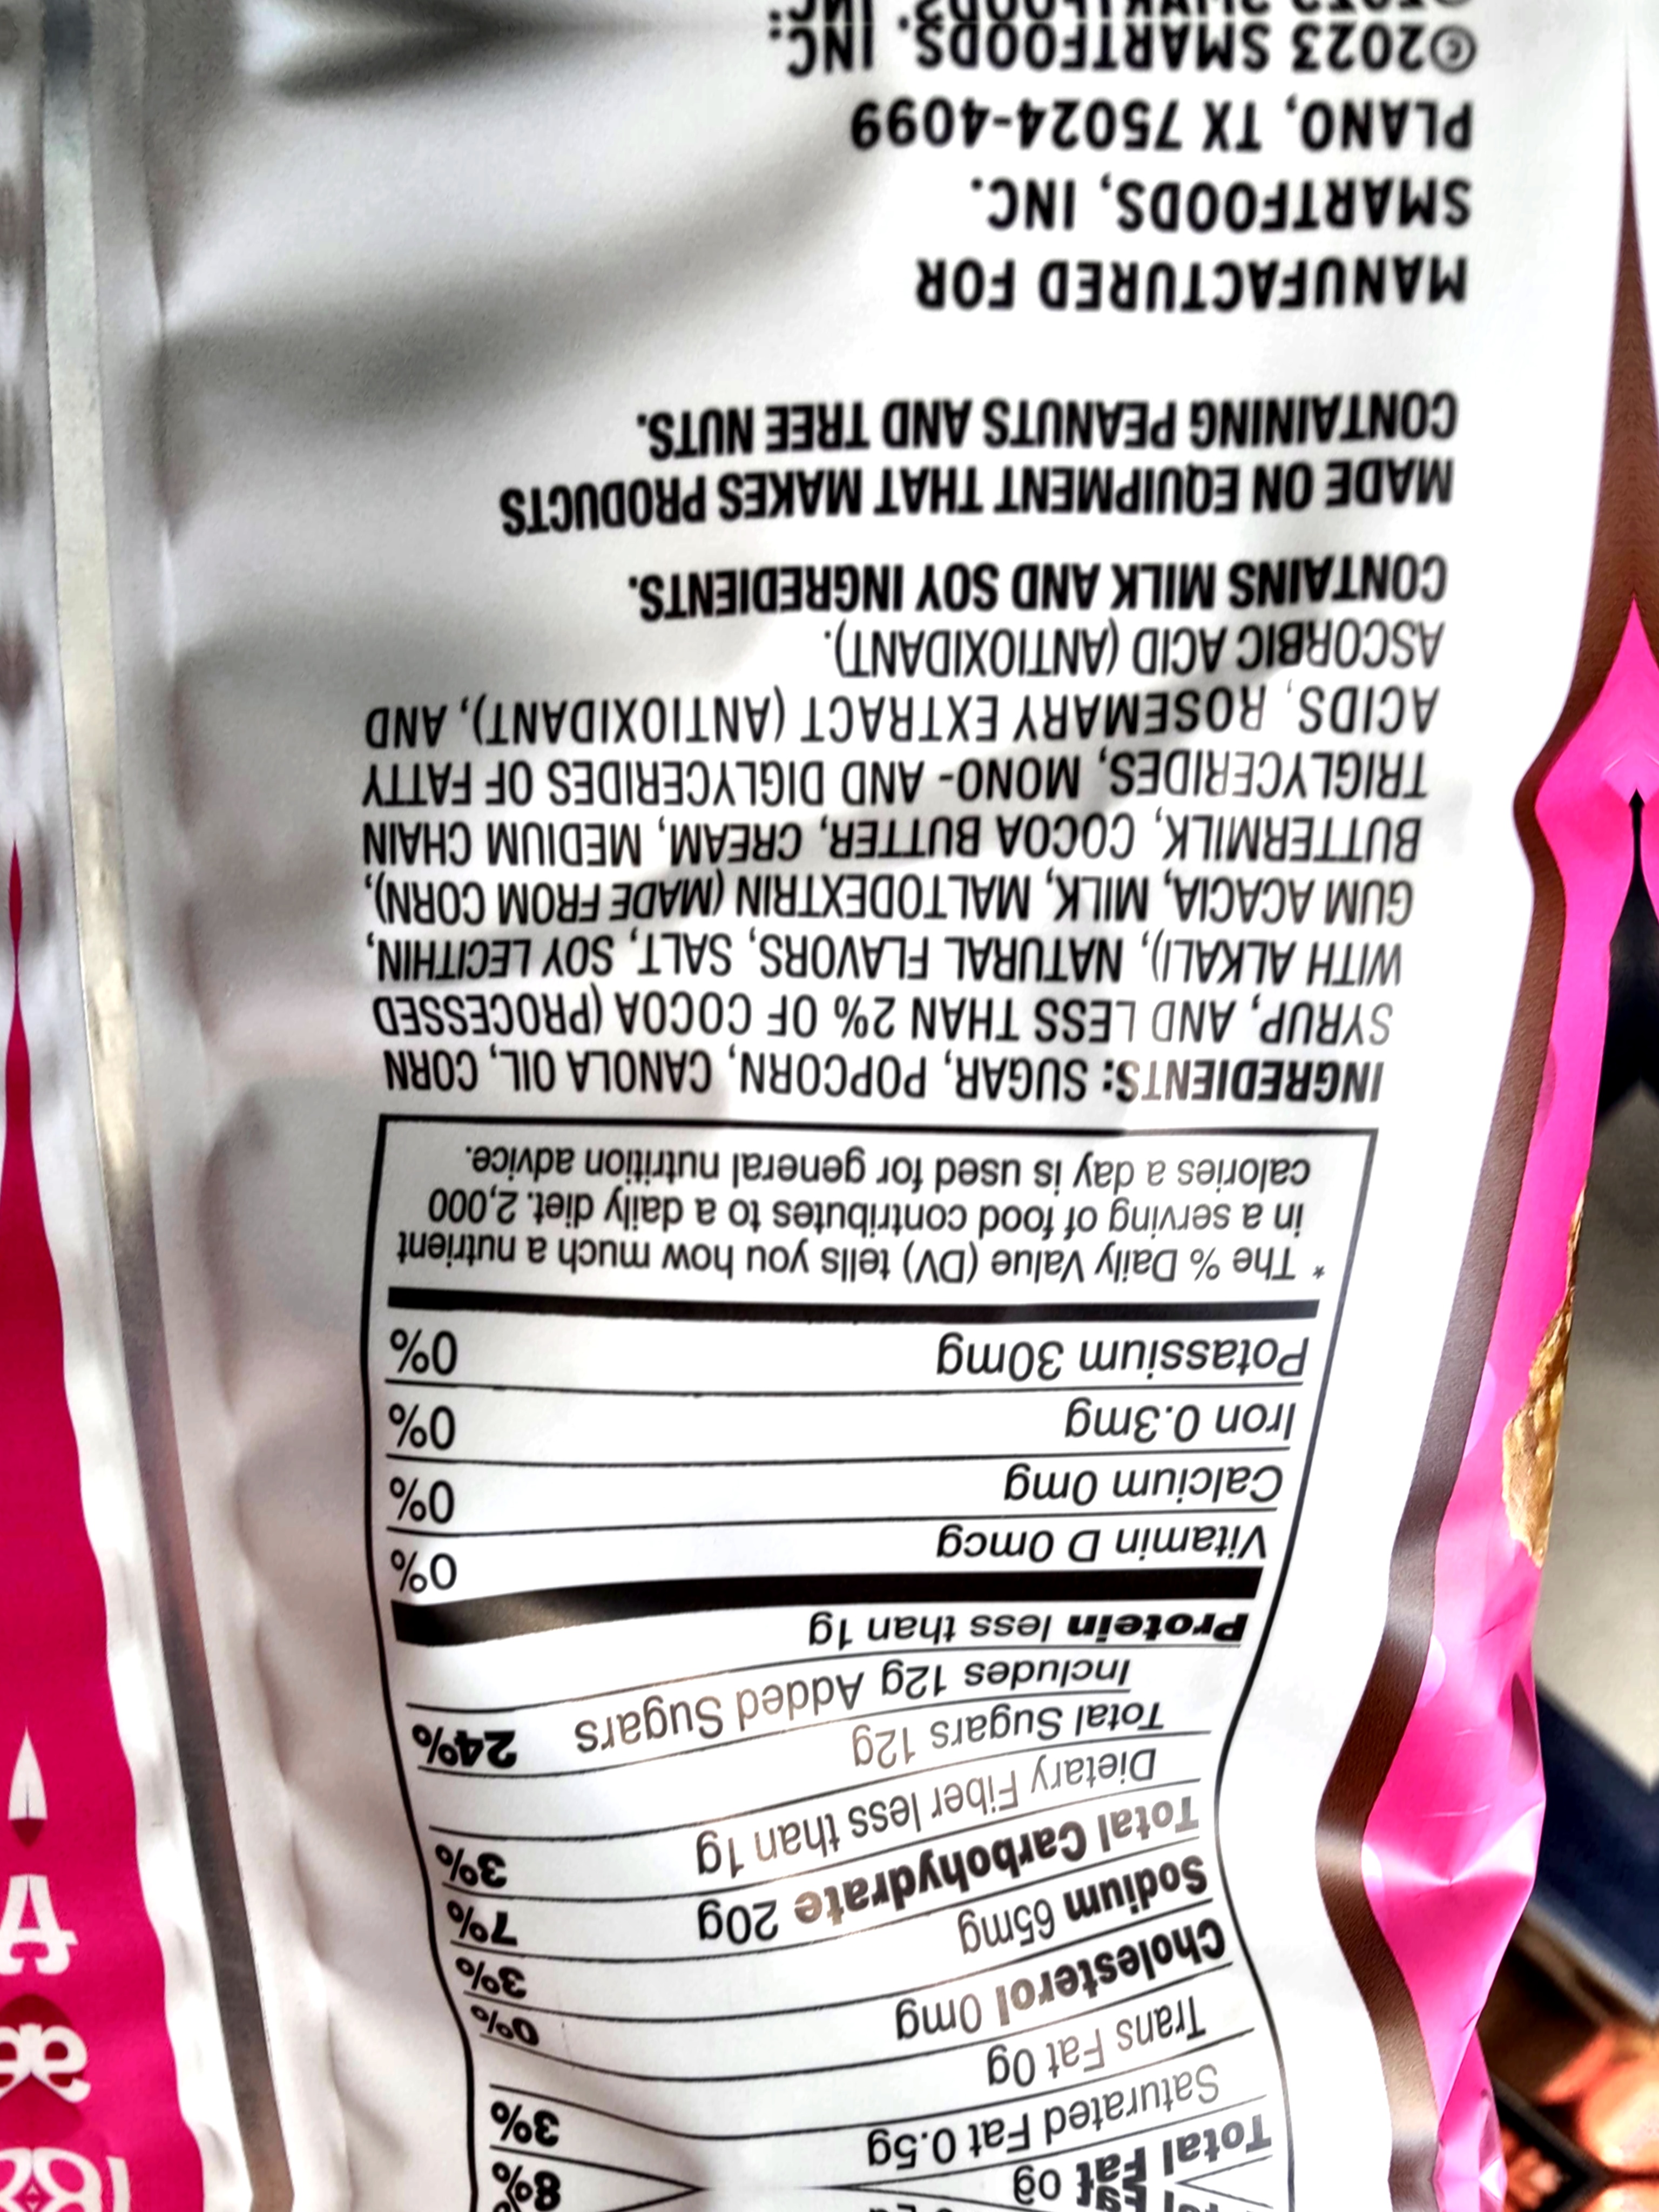 Total Fat
8%
Saturated Fat 0.5g 3%
Trans Fat 0g
Cholesterol 0mg 0%
Sodium 65mg 3%
Total Carbohydrate 20g 7%
Dietary Fiber less than 1g 3%
Total Sugars 12g
Includes 12g Added Sugars 24%
Protein less than 1g
Vitamin D 0mcg 0%
Calcium 0mg 0%
Iron 0.3mg 0%
Potassium 30mg 0%
* The % Daily Value (DV) tells you how much a nutrient
in a serving of food contributes to a daily diet. 2,000
calories a day is used for general nutrition advice.
INGREDIENTS: SUGAR, POPCORN, CANOLA OIL, CORN
SYRUP, AND LESS THAN 2% OF COCOA (PROCESSED
WITH ALKALI), NATURAL FLAVORS, SALT, SOY LECITHIN,
GUM ACACIA, MILK, MALTODEXTRIN (MADE FROM CORN),
BUTTERMILK, COCOA BUTTER, CREAM, MEDIUM CHAIN
TRIGLYCERIDES, MONO- AND DIGLYCERIDES OF FATTY
ACIDS, ROSEMARY EXTRACT (ANTIOXIDANT), AND
ASCORBIC ACID (ANTIOXIDANT).
CONTAINS MILK AND SOY INGREDIENTS.
MADE ON EQUIPMENT THAT MAKES PRODUCTS
CONTAINING PEANUTS AND TREE NUTS.
MANUFACTURED FOR
SMARTFOODS, INC.
PLANO, TX 75024-4099
©2023 SMARTFOODS, INC.